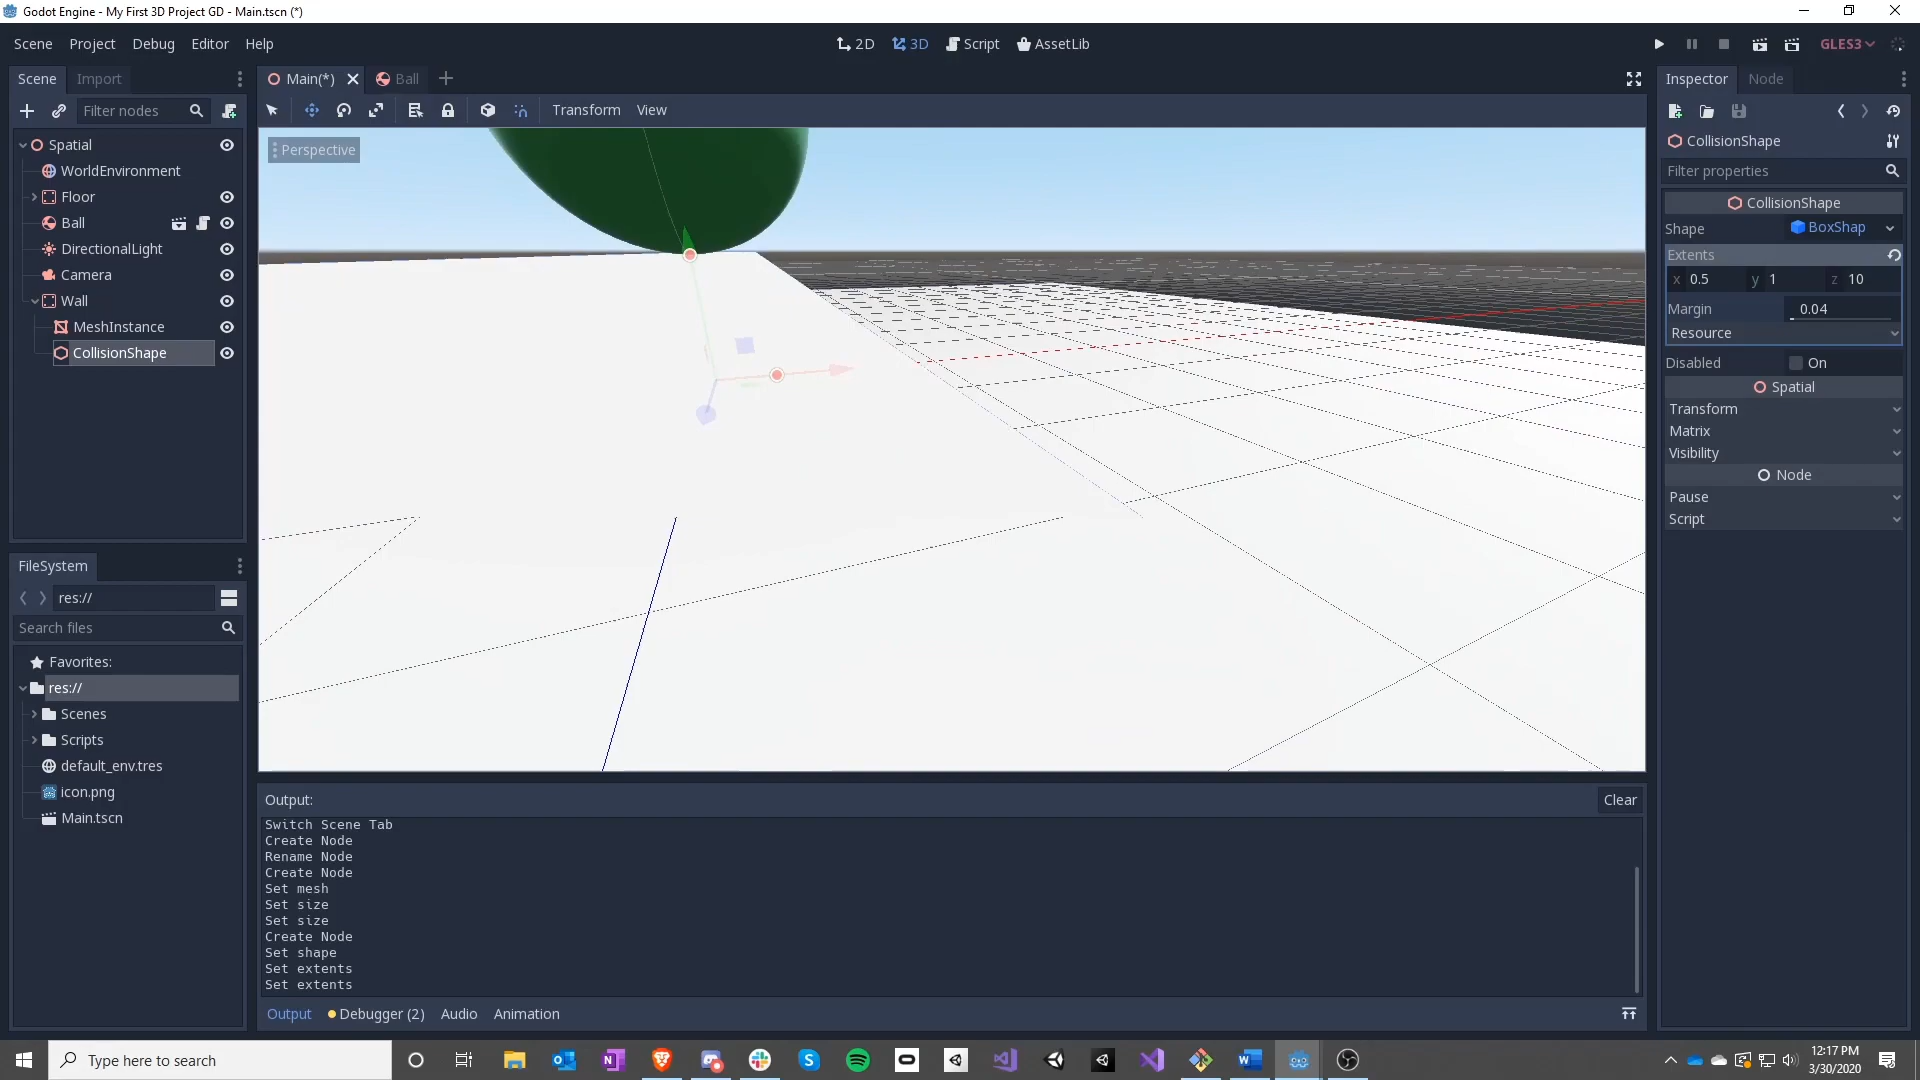 Godot Engine - My First 3D Project GD - Main.tscn (*)
Scene Project Debug Editor Help
2D 3D Script AssetLib
GLES3
Scene Import
Filter nodes
Spatial
WorldEnvironment
Floor
Ball
DirectionalLight
Camera
Wall
MeshInstance
CollisionShape
FileSystem
res://
Search files
Favorites:
res://
Scenes
Scripts
default_env.tres
icon.png
Main.tscn
Main(*) Ball
Transform View
Perspective
Output:
Clear
Switch Scene Tab
Create Node
Rename Node
Create Node
Set mesh
Set size
Set size
Create Node
Set shape
Set extents
Set extents
Output Debugger (2) Audio Animation
Inspector Node
CollisionShape
Filter properties
CollisionShape
Shape BoxShap
Extents
x 0.5 y 1 z 10
Margin 0.04
Resource
Disabled On
Spatial
Transform
Matrix
Visibility
Node
Pause
Script
Type here to search
12:17 PM
3/30/2020